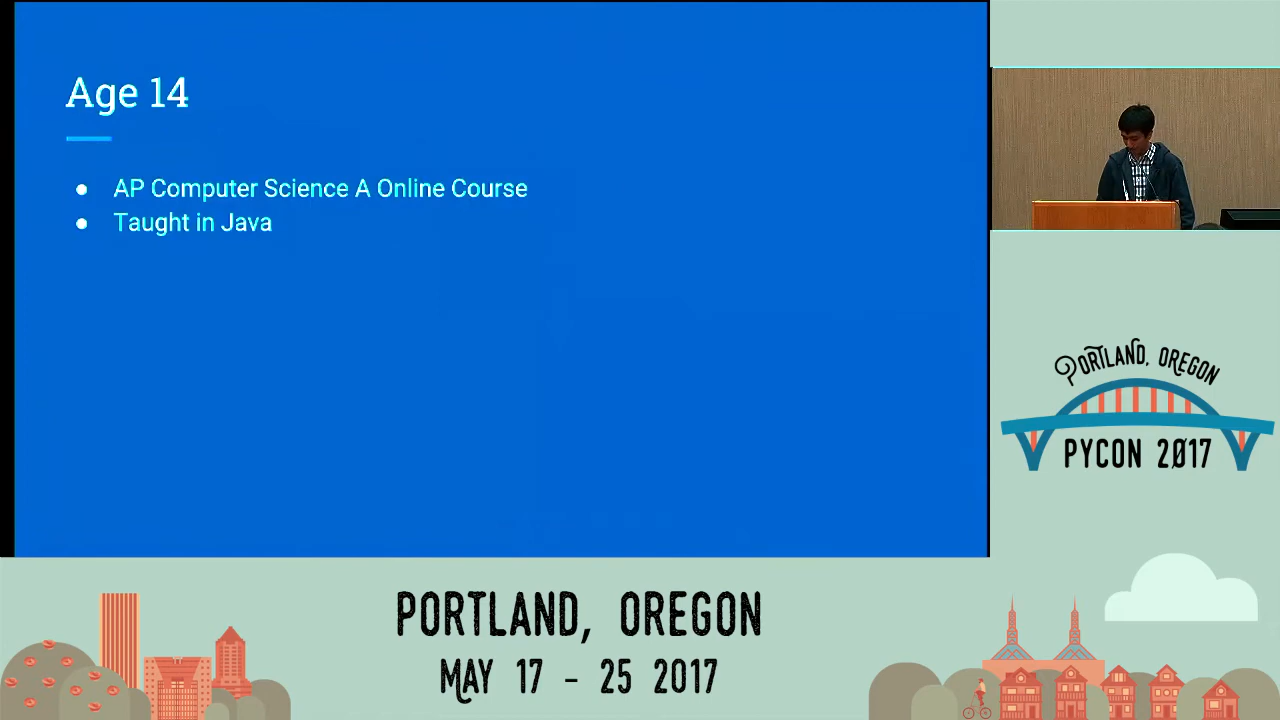 Age 14
AP Computer Science A Online Course
Taught in Java
PORTLAND, OREGON
PYCON 2017
PORTLAND, OREGON
MAY 17 - 25 2017